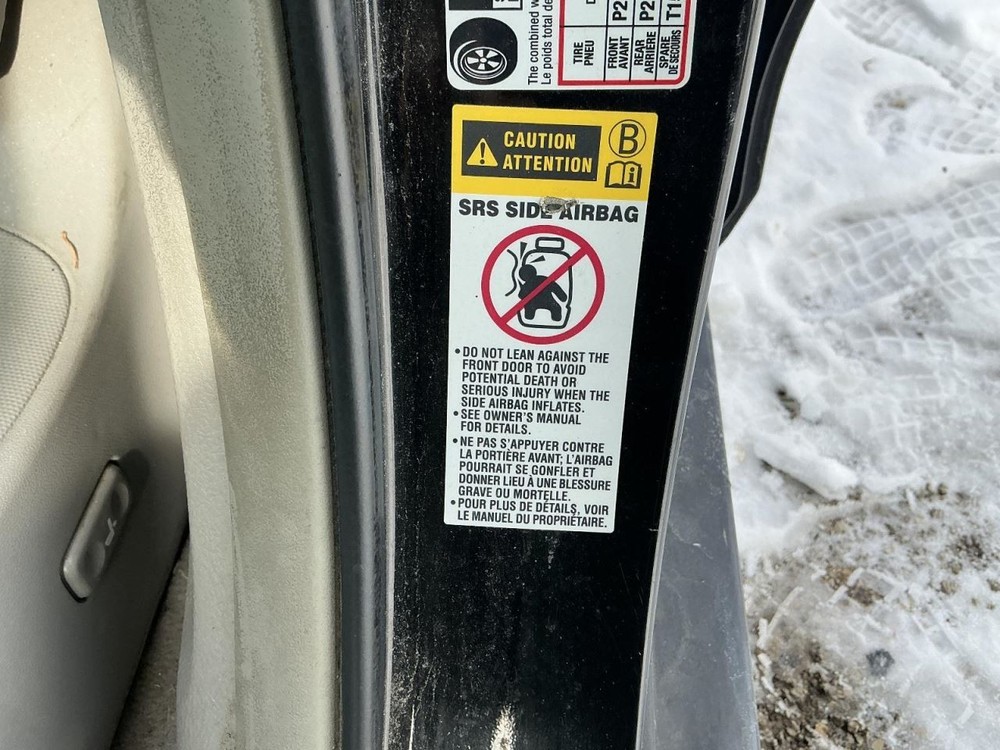 The combined w
Le poids total de
TIRE
PNEU
FRONT
AVANT
P2
REAR
ARRIÈRE
P2
SPARE
DE SECOURS
T1
CAUTION
ATTENTION
B
i
SRS SIDE AIRBAG
• DO NOT LEAN AGAINST THE
FRONT DOOR TO AVOID
POTENTIAL DEATH OR
SERIOUS INJURY WHEN THE
SIDE AIRBAG INFLATES.
• SEE OWNER'S MANUAL
FOR DETAILS.
• NE PAS S'APPUYER CONTRE
LA PORTIÈRE AVANT; L'AIRBAG
POURRAIT SE GONFLER ET
DONNER LIEU À UNE BLESSURE
GRAVE OU MORTELLE.
• POUR PLUS DE DÉTAILS, VOIR
LE MANUEL DU PROPRIÉTAIRE.